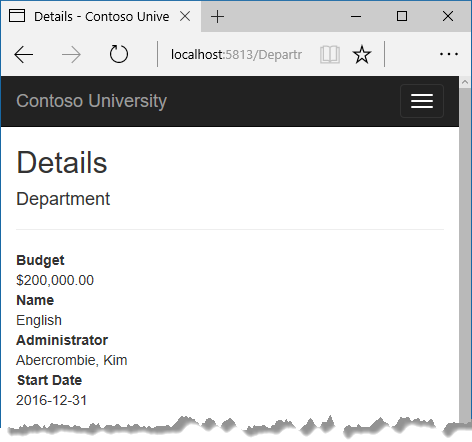 Details - Contoso Unive
localhost:5813/Departr
Contoso University
Details
Department
Budget
$200,000.00
Name
English
Administrator
Abercrombie, Kim
Start Date
2016-12-31